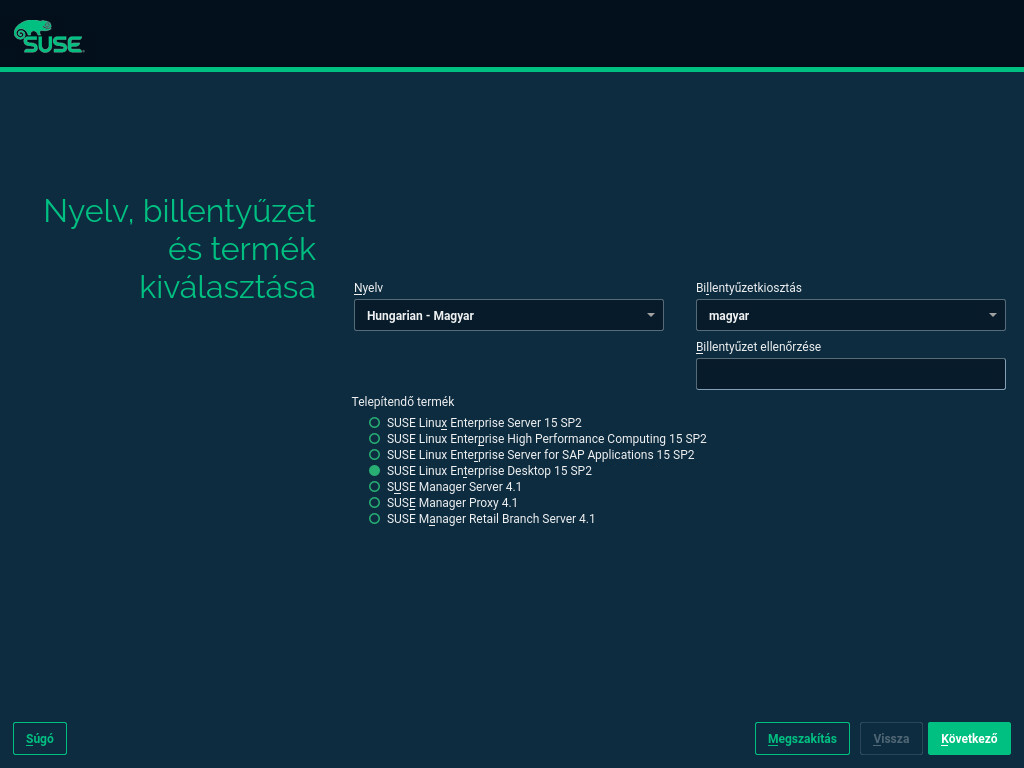 SUSE
Nyelv, billentyűzet
és termék
kiválasztása
Nyelv
Billentyűzetkiosztás
Hungarian - Magyar
magyar
Billentyűzet ellenőrzése
Telepítendő termék
SUSE Linux Enterprise Server 15 SP2
SUSE Linux Enterprise High Performance Computing 15 SP2
SUSE Linux Enterprise Server for SAP Applications 15 SP2
SUSE Linux Enterprise Desktop 15 SP2
SUSE Manager Server 4.1
SUSE Manager Proxy 4.1
SUSE Manager Retail Branch Server 4.1
Súgó
Megszakítás
Vissza
Következő